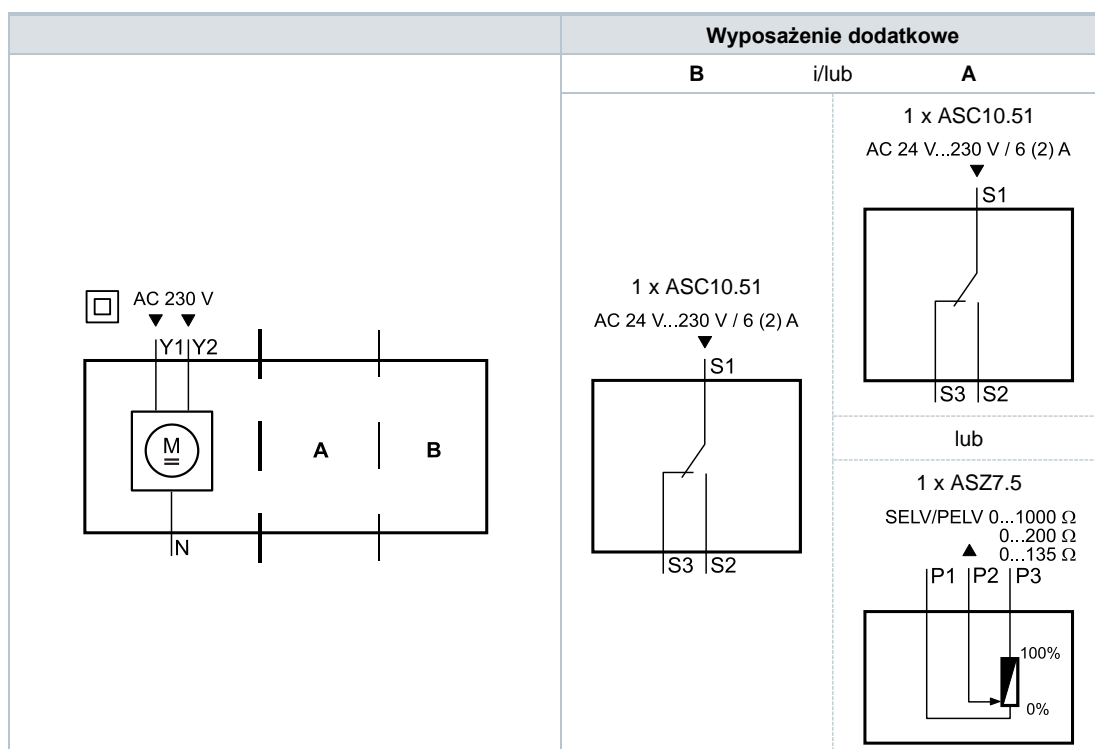 Wyposażenie dodatkowe
B i/lub A
AC 230 V
Y1 Y2
M
A
B
N
1 x ASC10.51
AC 24 V...230 V / 6 (2) A
S1
S3 S2
1 x ASC10.51
AC 24 V...230 V / 6 (2) A
S1
S3 S2
lub
1 x ASZ7.5
SELV/PELV 0...1000 Ω
0...200 Ω
0...135 Ω
P1 P2 P3
100%
0%